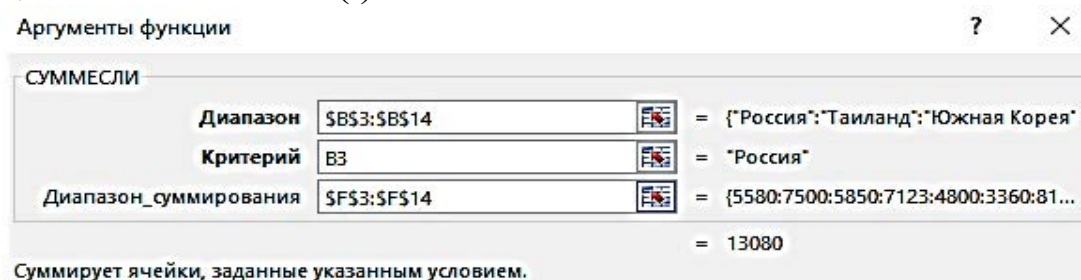 Аргументы функции ? ×
СУММЕСЛИ
Диапазон $B$3:$B$14 = {"Россия":"Таиланд":"Южная Корея"
Критерий B3 = "Россия"
Диапазон_суммирования $F$3:$F$14 = {5580:7500:5850:7123:4800:3360:81...
= 13080
Суммирует ячейки, заданные указанным условием.